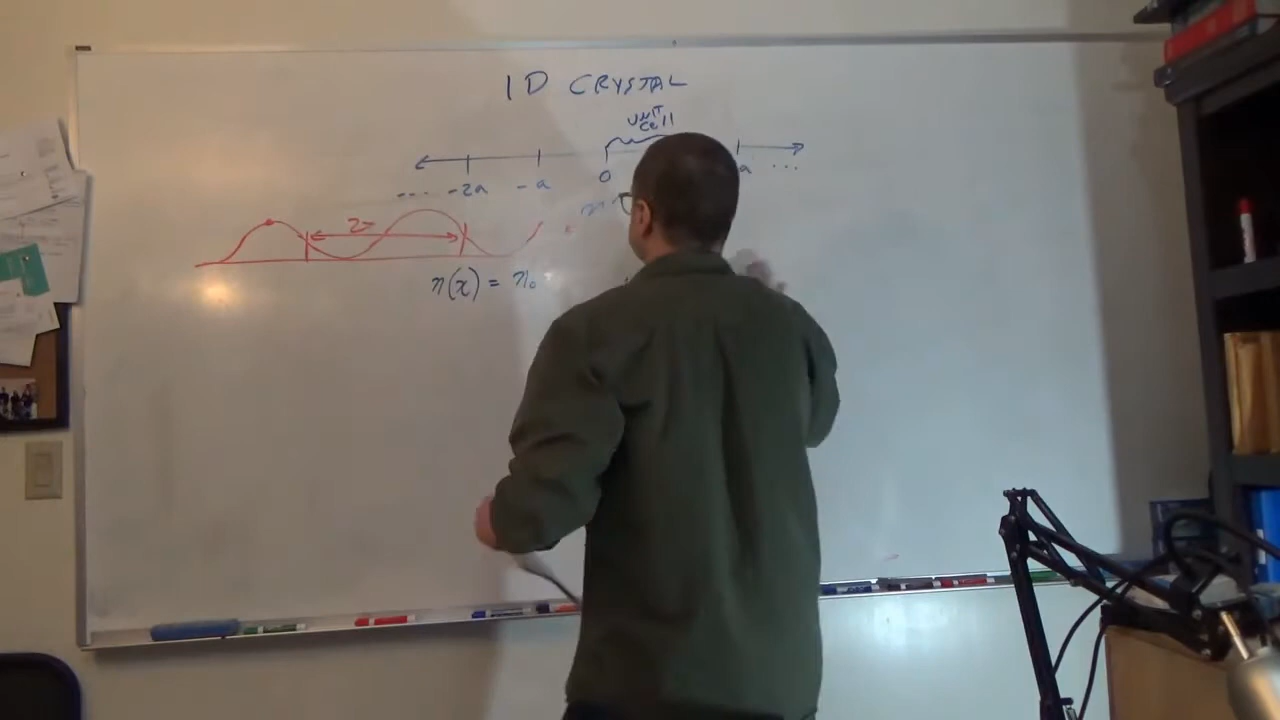 1D CRYSTAL
UNIT
Cell
... -2a -a 0 a ...
n(x) = n₀